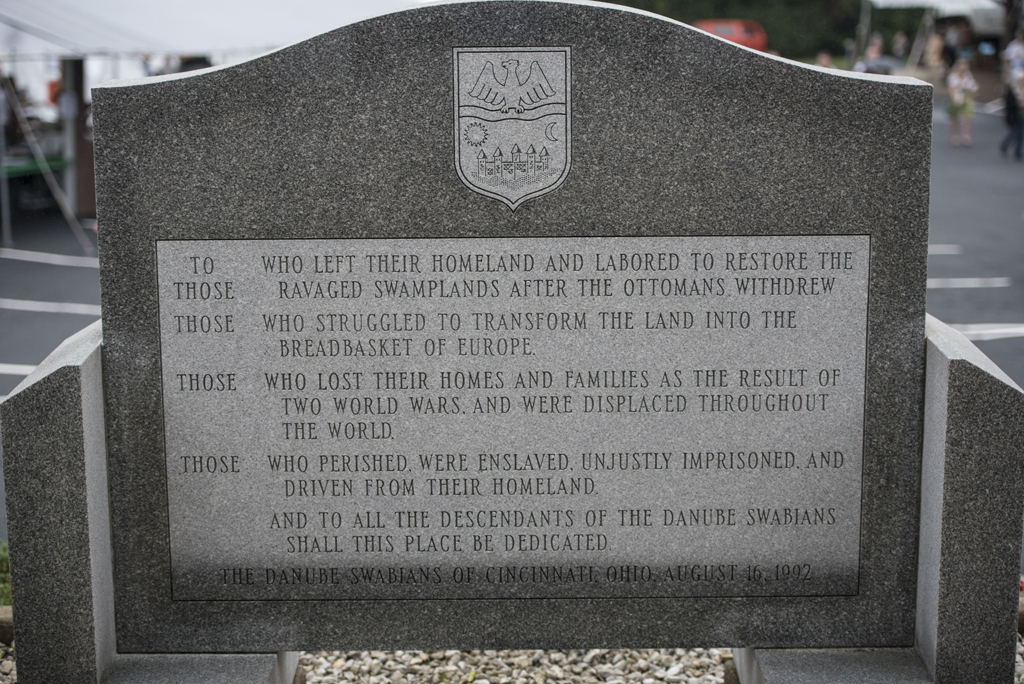 TO WHO LEFT THEIR HOMELAND AND LABORED TO RESTORE THE
THOSE RAVAGED SWAMPLANDS AFTER THE OTTOMANS WITHDREW
THOSE WHO STRUGGLED TO TRANSFORM THE LAND INTO THE
BREADBASKET OF EUROPE.
THOSE WHO LOST THEIR HOMES AND FAMILIES AS THE RESULT OF
TWO WORLD WARS, AND WERE DISPLACED THROUGHOUT
THE WORLD,
THOSE WHO PERISHED, WERE ENSLAVED, UNJUSTLY IMPRISONED, AND
DRIVEN FROM THEIR HOMELAND.
AND TO ALL THE DESCENDANTS OF THE DANUBE SWABIANS
SHALL THIS PLACE BE DEDICATED.
THE DANUBE SWABIANS OF CINCINNATI, OHIO, AUGUST 16, 1992